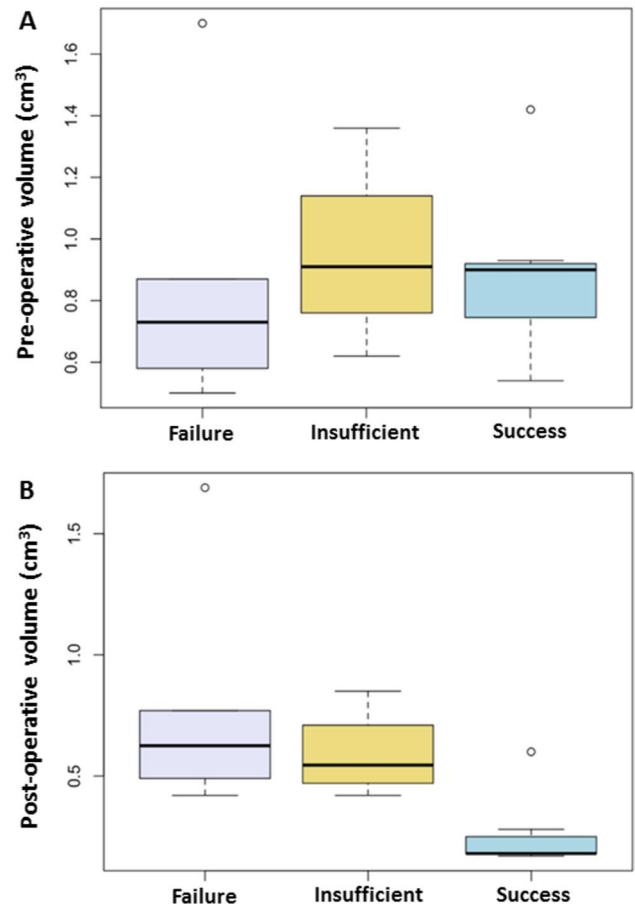 A
Pre-operative volume (cm³)
1.6
1.4
1.2
1.0
0.8
0.6
Failure Insufficient Success
B
Post-operative volume (cm³)
1.5
1.0
0.5
Failure Insufficient Success